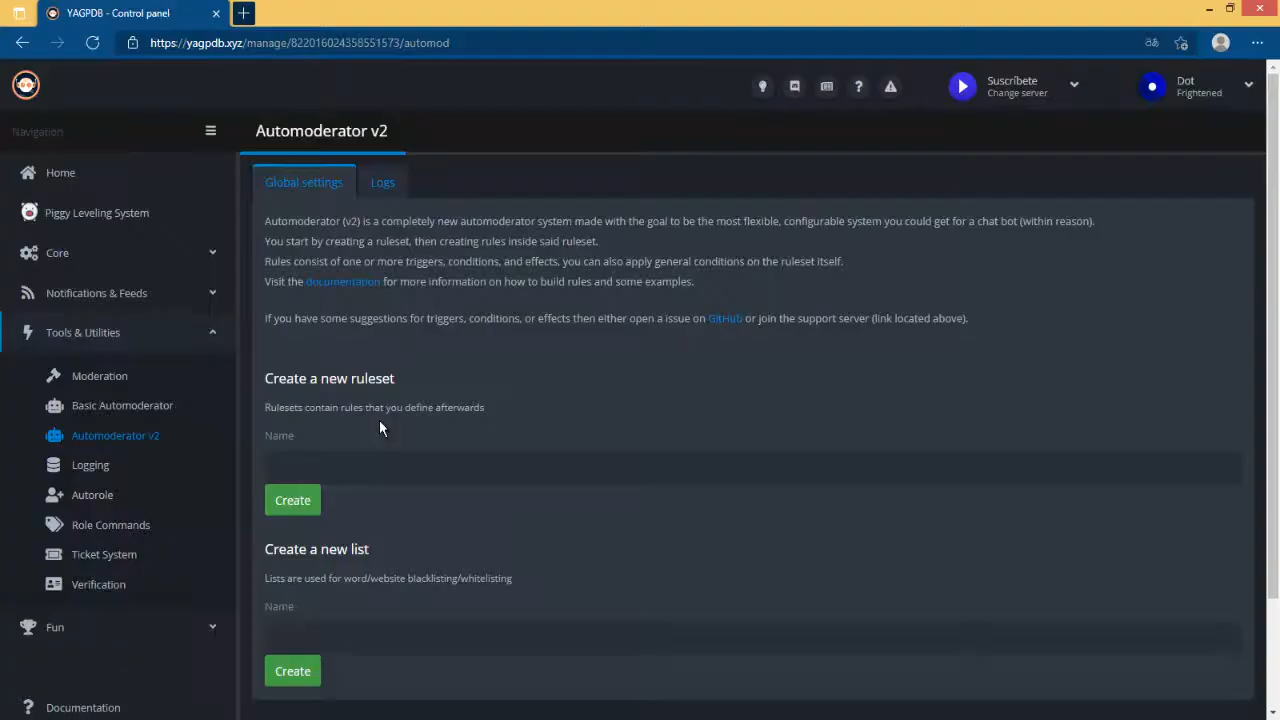 YAGPDB - Control panel
https://yagpdb.xyz/manage/822016024358551573/automod
Suscríbete
Change server
Dot
Frightened
Navigation
Automoderator v2
Home
Piggy Leveling System
Core
Notifications & Feeds
Tools & Utilities
Moderation
Basic Automoderator
Automoderator v2
Logging
Autorole
Role Commands
Ticket System
Verification
Fun
Documentation
Global settings
Logs
Automoderator (v2) is a completely new automoderator system made with the goal to be the most flexible, configurable system you could get for a chat bot (within reason).
You start by creating a ruleset, then creating rules inside said ruleset.
Rules consist of one or more triggers, conditions, and effects, you can also apply general conditions on the ruleset itself.
Visit the documentation for more information on how to build rules and some examples.
If you have some suggestions for triggers, conditions, or effects then either open a issue on GitHub or join the support server (link located above).
Create a new ruleset
Rulesets contain rules that you define afterwards
Name
Create
Create a new list
Lists are used for word/website blacklisting/whitelisting
Name
Create